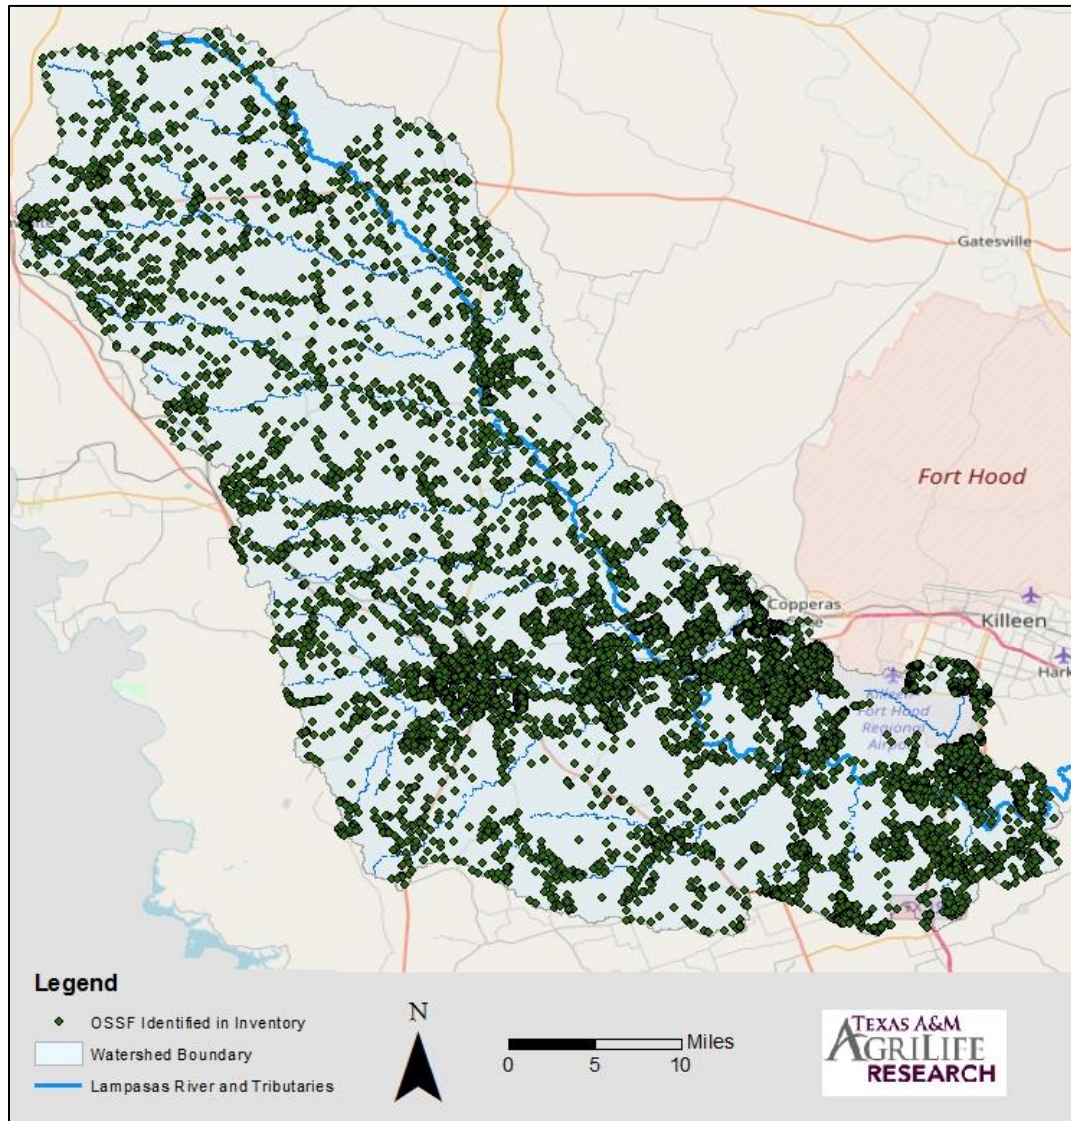 Gatesville
Fort Hood
Copperas
Killeen
Hark
Killeen
Fort Hood
Regional
Airport
Legend
OSSF Identified in Inventory
Watershed Boundary
Lampasas River and Tributaries
N
0 5 10 Miles
TEXAS A&M
AGRILIFE
RESEARCH